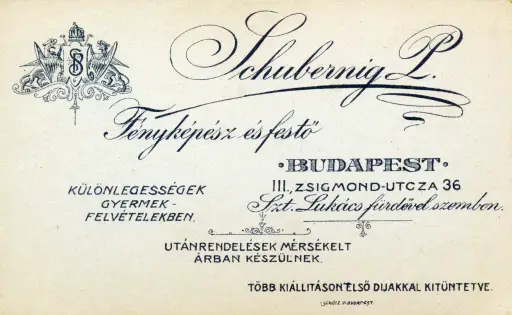 Schubernig P.
Fényképész és festő
BUDAPEST
III., ZSIGMOND-UTCZA 36
Szt. Lukács fürdővel szemben.
KÜLÖNLEGESSÉGEK
GYERMEK-
FELVÉTELEKBEN.
UTÁNRENDELÉSEK MÉRSÉKELT
ÁRBAN KÉSZÜLNEK.
TÖBB KIÁLLITÁSON ELSŐ DIJAKKAL KITÜNTETVE.